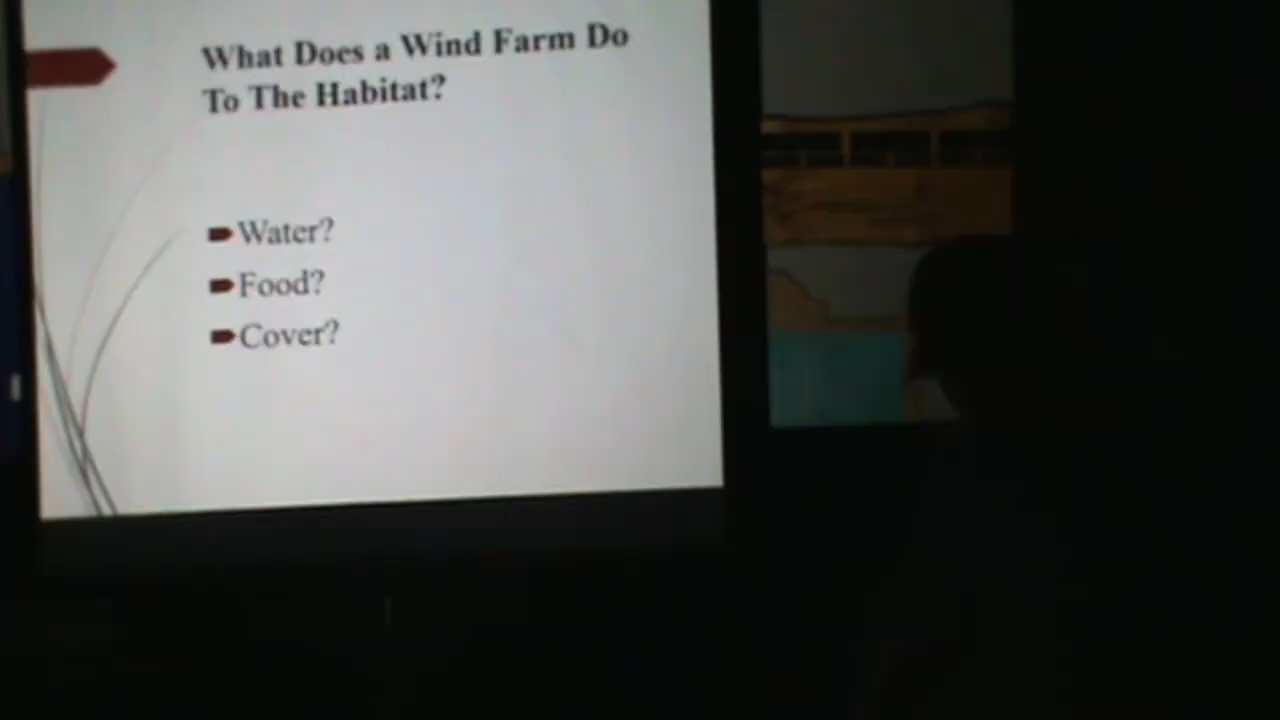 What Does a Wind Farm Do
To The Habitat?
Water?
Food?
Cover?